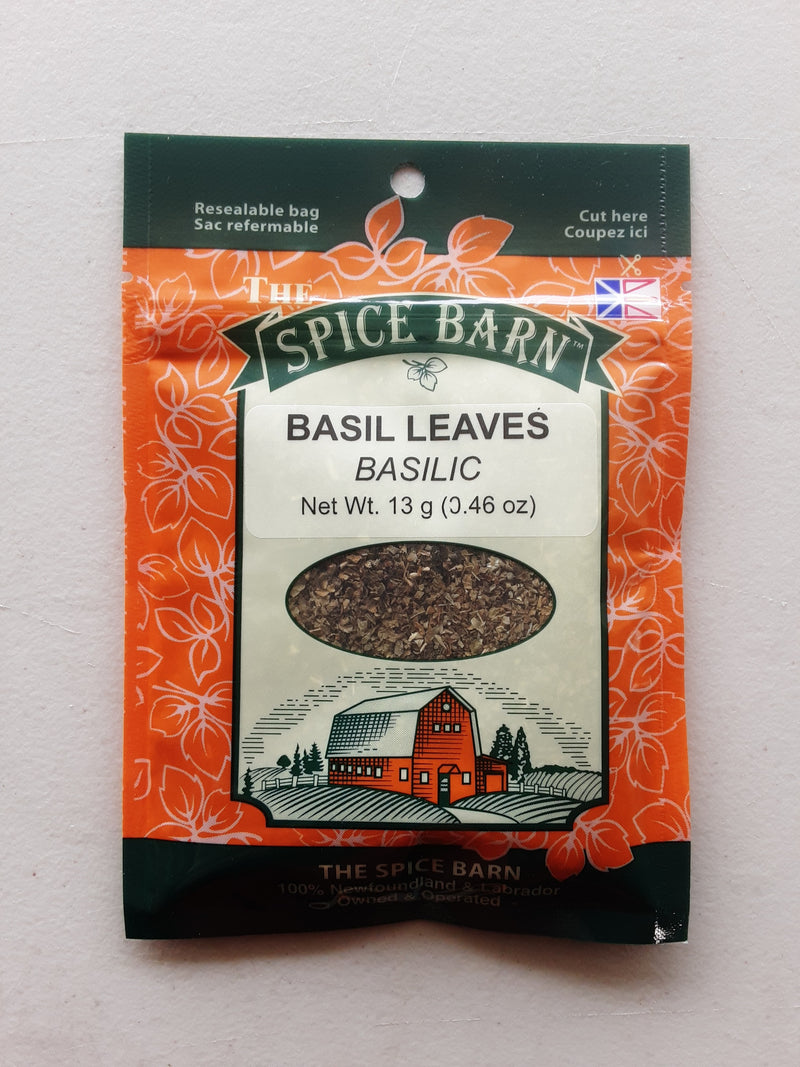 Resealable bag
Sac refermable
Cut here
Coupez ici
THE
SPICE BARN™
BASIL LEAVES
BASILIC
Net Wt. 13 g (0.46 oz)
THE SPICE BARN
100% Newfoundland & Labrador
Owned & Operated